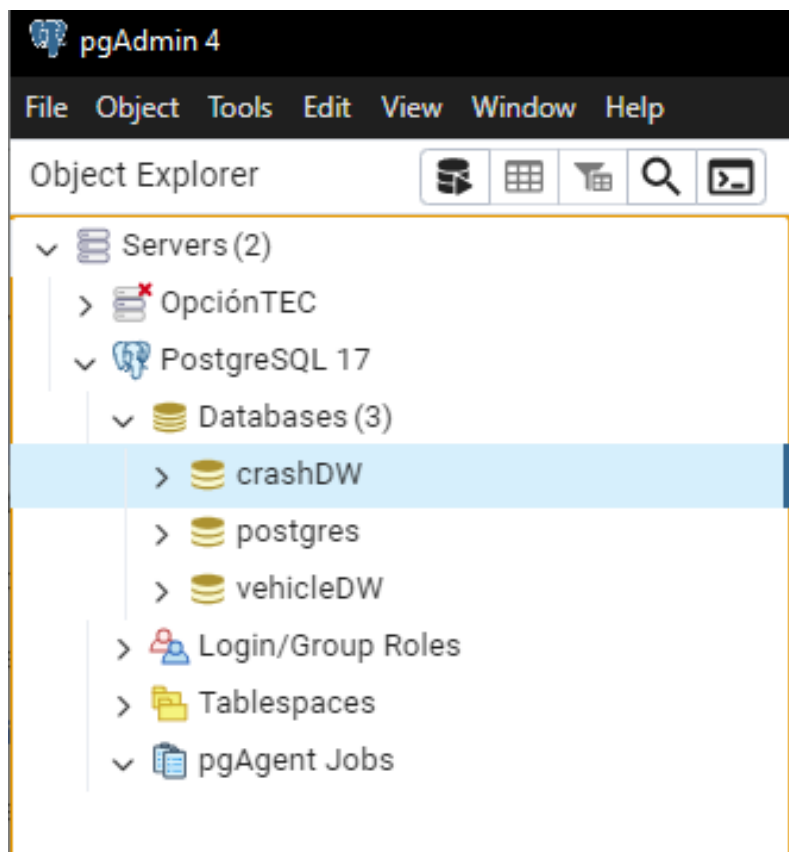 pgAdmin 4
File Object Tools Edit View Window Help
Object Explorer
Servers (2)
OpciónTEC
PostgreSQL 17
Databases (3)
crashDW
postgres
vehicleDW
Login/Group Roles
Tablespaces
pgAgent Jobs